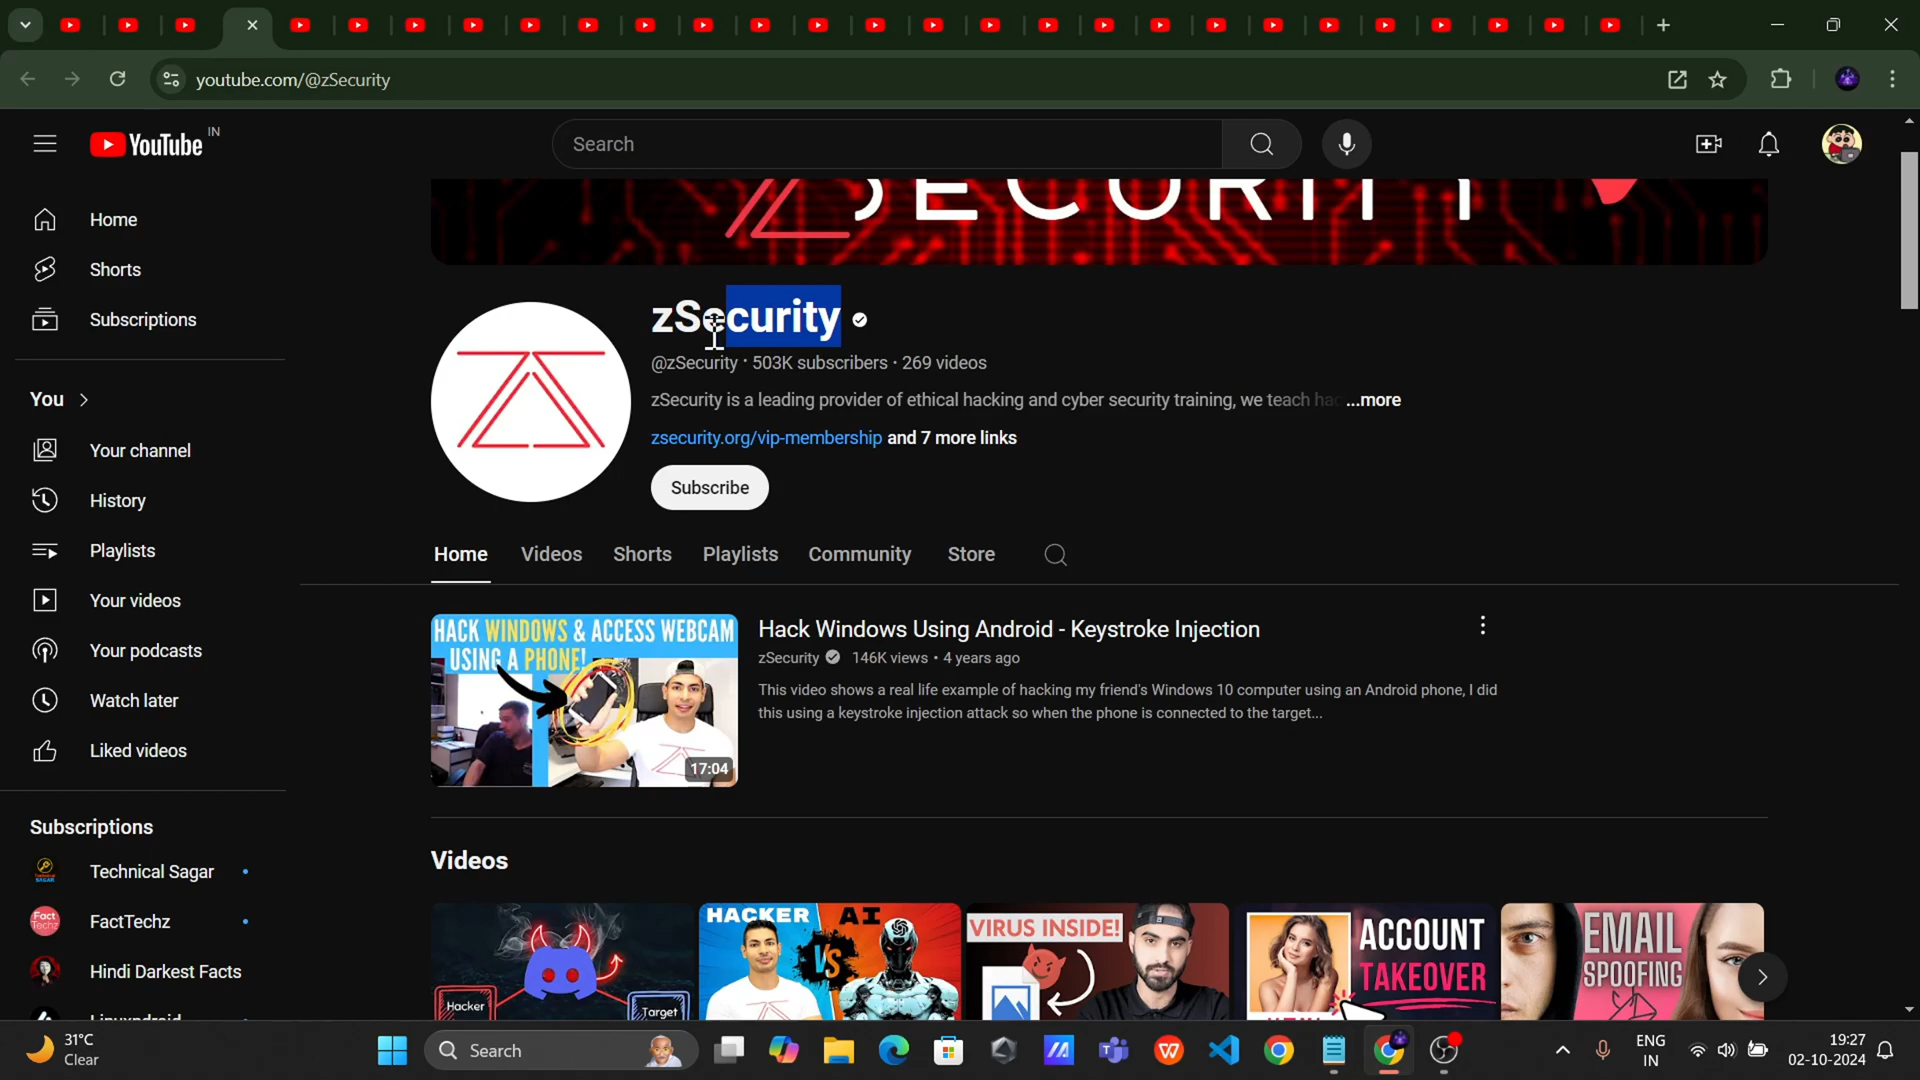 youtube.com/@zSecurity
YouTube IN
Search
Home
Shorts
Subscriptions
You
Your channel
History
Playlists
Your videos
Your podcasts
Watch later
Liked videos
Subscriptions
Technical Sagar
Fact Techz
FactTechz
Hindi Darkest Facts
zSecurity
@zSecurity • 503K subscribers • 269 videos
zSecurity is a leading provider of ethical hacking and cyber security training, we teach hac ...more
zsecurity.org/vip-membership and 7 more links
Subscribe
Home
Videos
Shorts
Playlists
Community
Store
HACK WINDOWS & ACCESS WEBCAM
USING A PHONE!
17:04
Hack Windows Using Android - Keystroke Injection
zSecurity 146K views • 4 years ago
This video shows a real life example of hacking my friend's Windows 10 computer using an Android phone, I did
this using a keystroke injection attack so when the phone is connected to the target...
Videos
Hacker
Target
HACKER VS AI
VIRUS INSIDE!
ACCOUNT
TAKEOVER
EMAIL
SPOOFING
31°C
Clear
Search
ENG
IN
19:27
02-10-2024